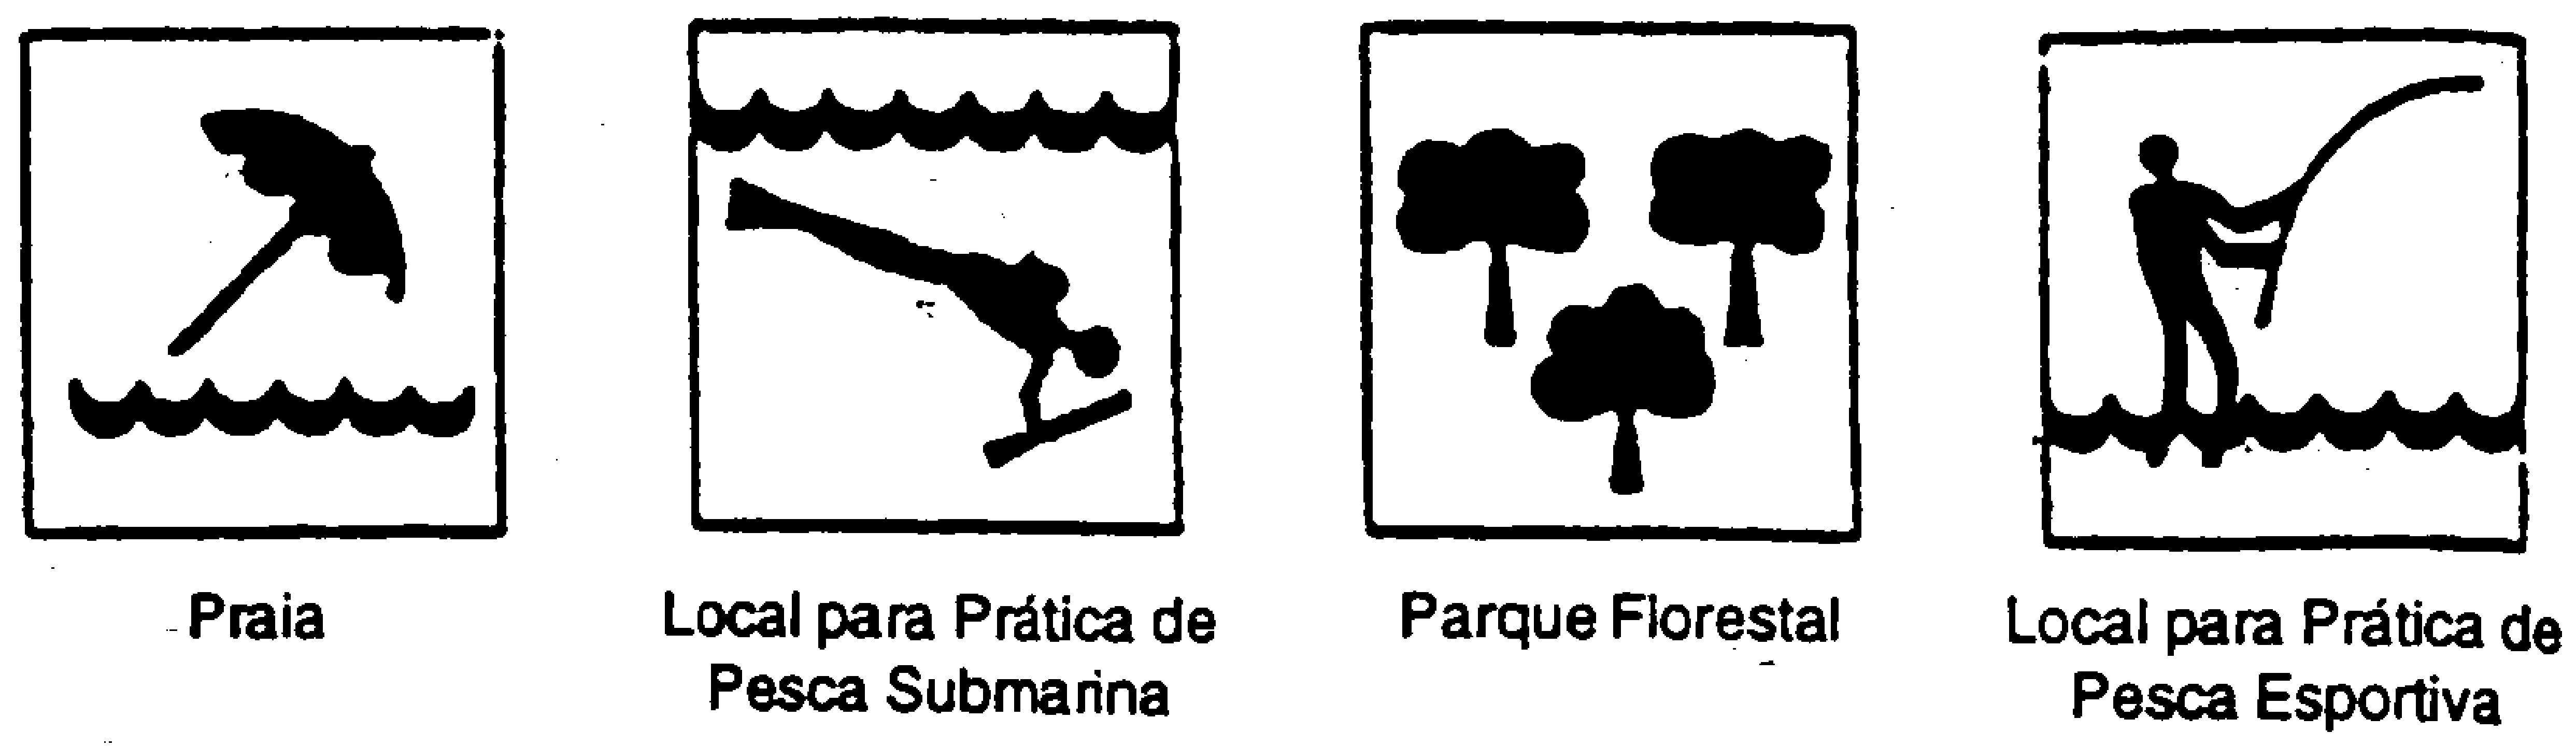 Praia
Local para Prática de
Pesca Submarina
Parque Florestal
Local para Prática de
Pesca Esportiva